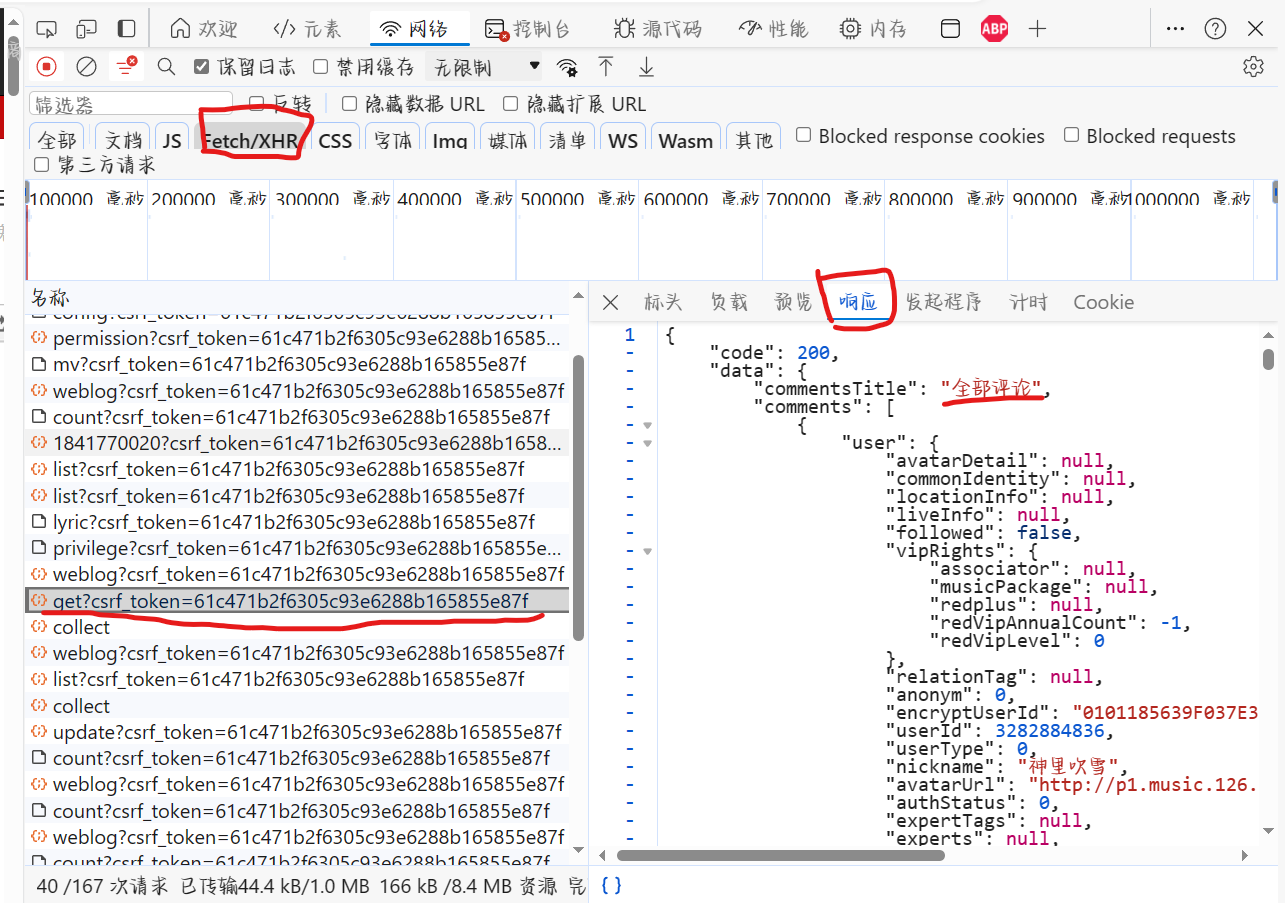 欢迎 元素 网络 控制台 源代码 性能 内存 ABP
保留日志 禁用缓存 无限制
筛选器 反转 隐藏数据 URL 隐藏扩展 URL
全部 文档 JS Fetch/XHR CSS 字体 Img 媒体 清单 WS Wasm 其他 Blocked response cookies Blocked requests
第三方请求
100000 毫秒 200000 毫秒 300000 毫秒 400000 毫秒 500000 毫秒 600000 毫秒 700000 毫秒 800000 毫秒 900000 毫秒 1000000 毫秒
名称
config?csrf_token=61c471b2f6305c93e6288b165855e87f
permission?csrf_token=61c471b2f6305c93e6288b16585...
mv?csrf_token=61c471b2f6305c93e6288b165855e87f
weblog?csrf_token=61c471b2f6305c93e6288b165855e87f
count?csrf_token=61c471b2f6305c93e6288b165855e87f
1841770020?csrf_token=61c471b2f6305c93e6288b1658...
list?csrf_token=61c471b2f6305c93e6288b165855e87f
list?csrf_token=61c471b2f6305c93e6288b165855e87f
lyric?csrf_token=61c471b2f6305c93e6288b165855e87f
privilege?csrf_token=61c471b2f6305c93e6288b165855e...
weblog?csrf_token=61c471b2f6305c93e6288b165855e87f
get?csrf_token=61c471b2f6305c93e6288b165855e87f
collect
weblog?csrf_token=61c471b2f6305c93e6288b165855e87f
list?csrf_token=61c471b2f6305c93e6288b165855e87f
collect
update?csrf_token=61c471b2f6305c93e6288b165855e87f
count?csrf_token=61c471b2f6305c93e6288b165855e87f
weblog?csrf_token=61c471b2f6305c93e6288b165855e87f
count?csrf_token=61c471b2f6305c93e6288b165855e87f
weblog?csrf_token=61c471b2f6305c93e6288b165855e87f
count?csrf_token=61c471b2f6305c93e6288b165855e87f
40 /167 次请求 已传输44.4 kB/1.0 MB 166 kB /8.4 MB 资源 完
标头 负载 预览 响应 发起程序 计时 Cookie
1 {
"code": 200,
"data": {
"commentsTitle": "全部评论",
"comments": [
{
"user": {
"avatarDetail": null,
"commonIdentity": null,
"locationInfo": null,
"liveInfo": null,
"followed": false,
"vipRights": {
"associator": null,
"musicPackage": null,
"redplus": null,
"redVipAnnualCount": -1,
"redVipLevel": 0
},
"relationTag": null,
"anonym": 0,
"encryptUserId": "0101185639F037E3
"userId": 3282884836,
"userType": 0,
"nickname": "神里吹雪",
"avatarUrl": "http://p1.music.126.
"authStatus": 0,
"expertTags": null,
"experts": null,
{ }